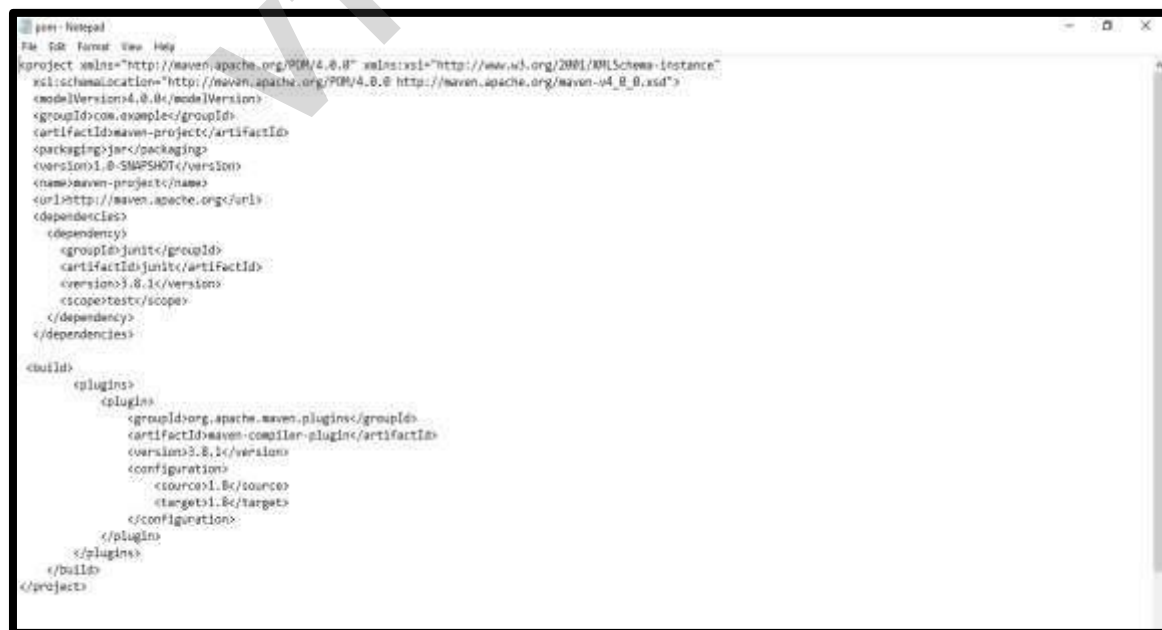 pom - Notepad
File Edit Format View Help
<project xmlns="http://maven.apache.org/POM/4.0.0" xmlns:xsi="http://www.w3.org/2001/XMLSchema-instance"
xsi:schemaLocation="http://maven.apache.org/POM/4.0.0 http://maven.apache.org/maven-v4_0_0.xsd">
<modelVersion>4.0.0</modelVersion>
<groupId>com.example</groupId>
<artifactId>maven-project</artifactId>
<packaging>jar</packaging>
<version>1.0-SNAPSHOT</version>
<name>maven-project</name>
<url>http://maven.apache.org</url>
<dependencies>
<dependency>
<groupId>junit</groupId>
<artifactId>junit</artifactId>
<version>3.8.1</version>
<scope>test</scope>
</dependency>
</dependencies>
<build>
<plugins>
<plugin>
<groupId>org.apache.maven.plugins</groupId>
<artifactId>maven-compiler-plugin</artifactId>
<version>3.8.1</version>
<configuration>
<source>1.8</source>
<target>1.8</target>
</configuration>
</plugin>
</plugins>
</build>
</project>